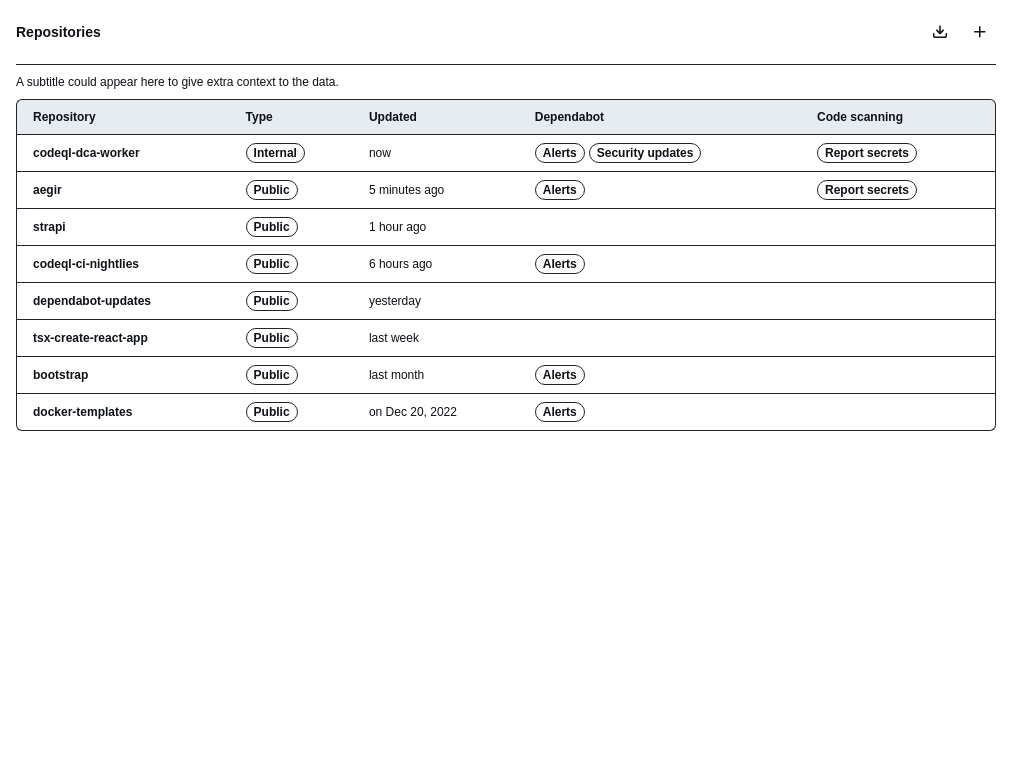 Repositories
A subtitle could appear here to give extra context to the data.
Repository Type Updated Dependabot Code scanning
codeql-dca-worker Internal now Alerts Security updates Report secrets
aegir Public 5 minutes ago Alerts Report secrets
strapi Public 1 hour ago
codeql-ci-nightlies Public 6 hours ago Alerts
dependabot-updates Public yesterday
tsx-create-react-app Public last week
bootstrap Public last month Alerts
docker-templates Public on Dec 20, 2022 Alerts